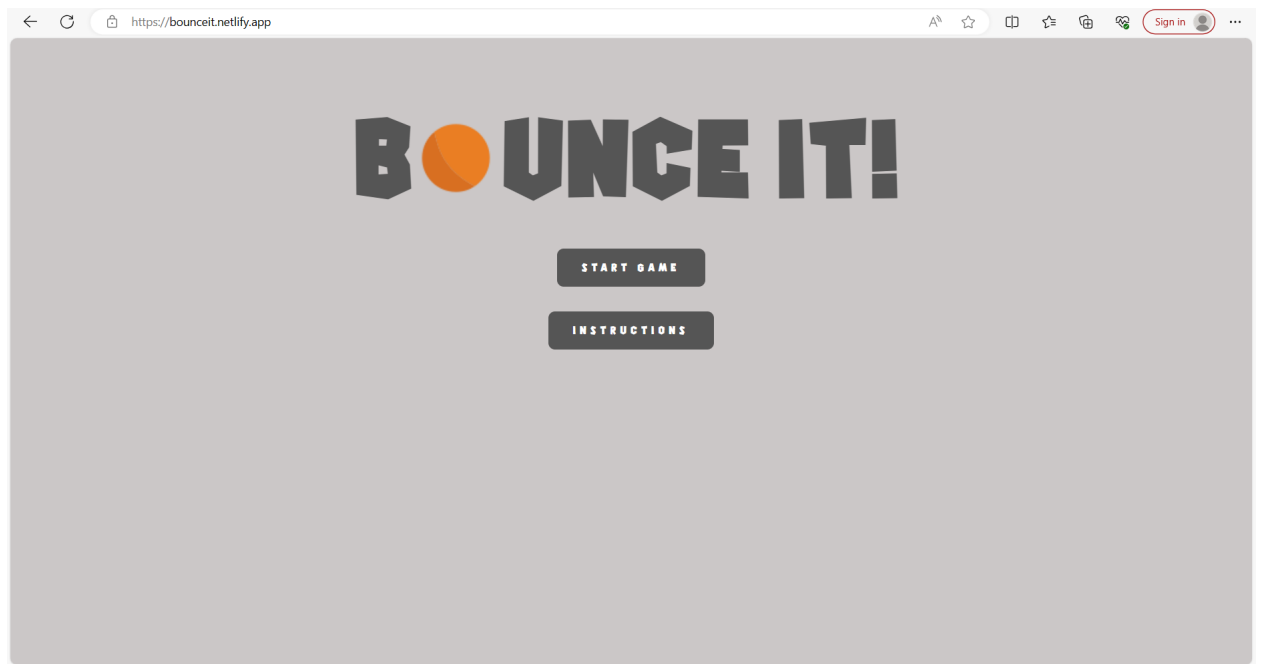 https://bounceit.netlify.app
Sign in
BOUNCE IT!
START GAME
INSTRUCTIONS